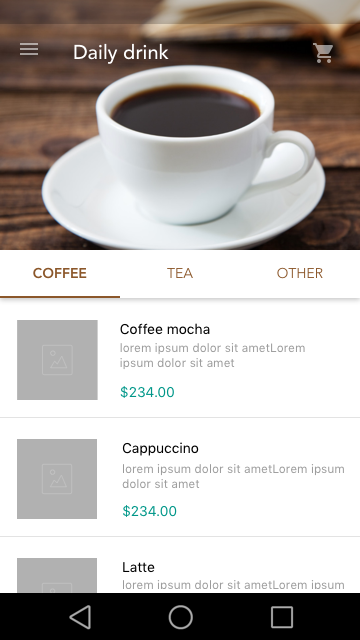 Daily drink
COFFEE
TEA
OTHER
Coffee mocha
lorem ipsum dolor sit ametLorem
ipsum dolor sit amet
$234.00
Cappuccino
lorem ipsum dolor sit ametLorem ipsum
dolor sit amet
$234.00
Latte
lorem ipsum dolor sit ametLorem ipsum